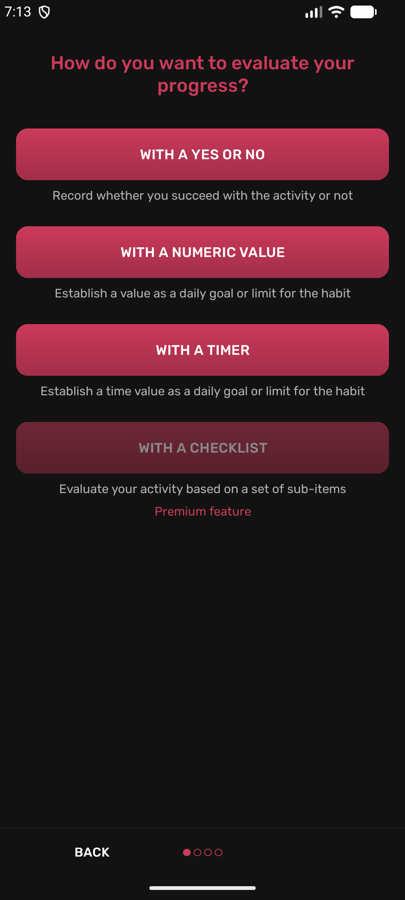 7:13
How do you want to evaluate your
progress?
WITH A YES OR NO
Record whether you succeed with the activity or not
WITH A NUMERIC VALUE
Establish a value as a daily goal or limit for the habit
WITH A TIMER
Establish a time value as a daily goal or limit for the habit
WITH A CHECKLIST
Evaluate your activity based on a set of sub-items
Premium feature
BACK